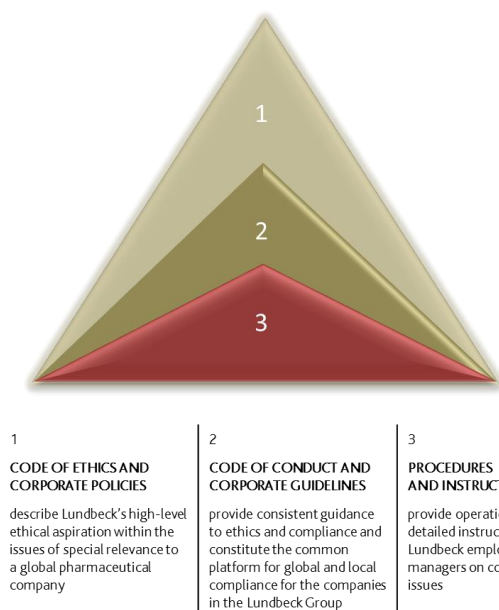 1
2
3
1
CODE OF ETHICS AND
CORPORATE POLICIES
describe Lundbeck's high-level
ethical aspiration within the
issues of special relevance to
a global pharmaceutical
company
2
CODE OF CONDUCT AND
CORPORATE GUIDELINES
provide consistent guidance
to ethics and compliance and
constitute the common
platform for global and local
compliance for the companies
in the Lundbeck Group
3
PROCEDURES
AND
provide
detailed
Lundbeck
managers on
issues